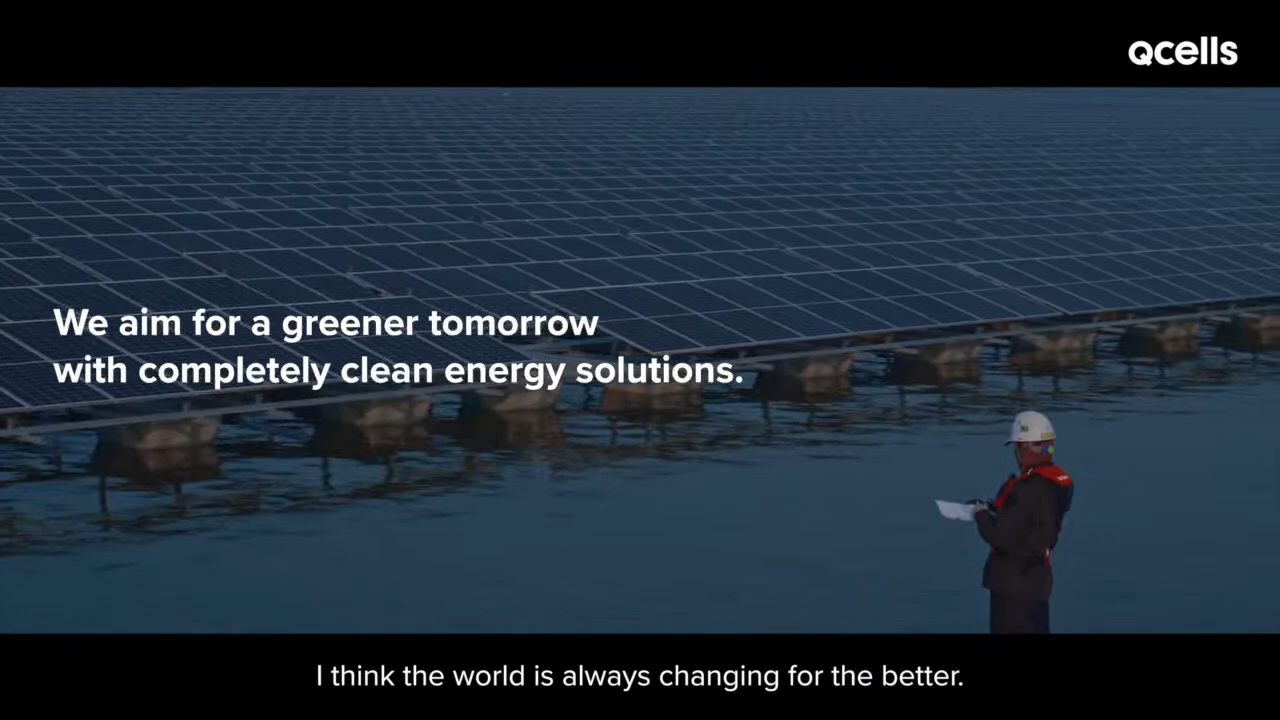 Qcells
We aim for a greener tomorrow
with completely clean energy solutions.
I think the world is always changing for the better.